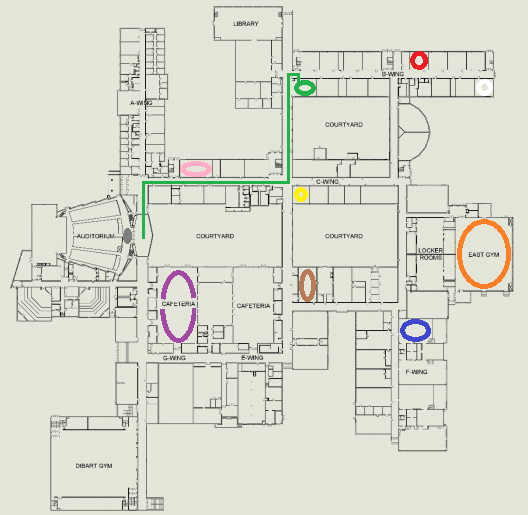 LIBRARY
B-WING
A-WING
COURTYARD
C-WING
AUDITORIUM
COURTYARD
COURTYARD
LOCKER
ROOMS
EAST GYM
CAFETERIA
CAFETERIA
G-WING
E-WING
F-WING
DIBART GYM